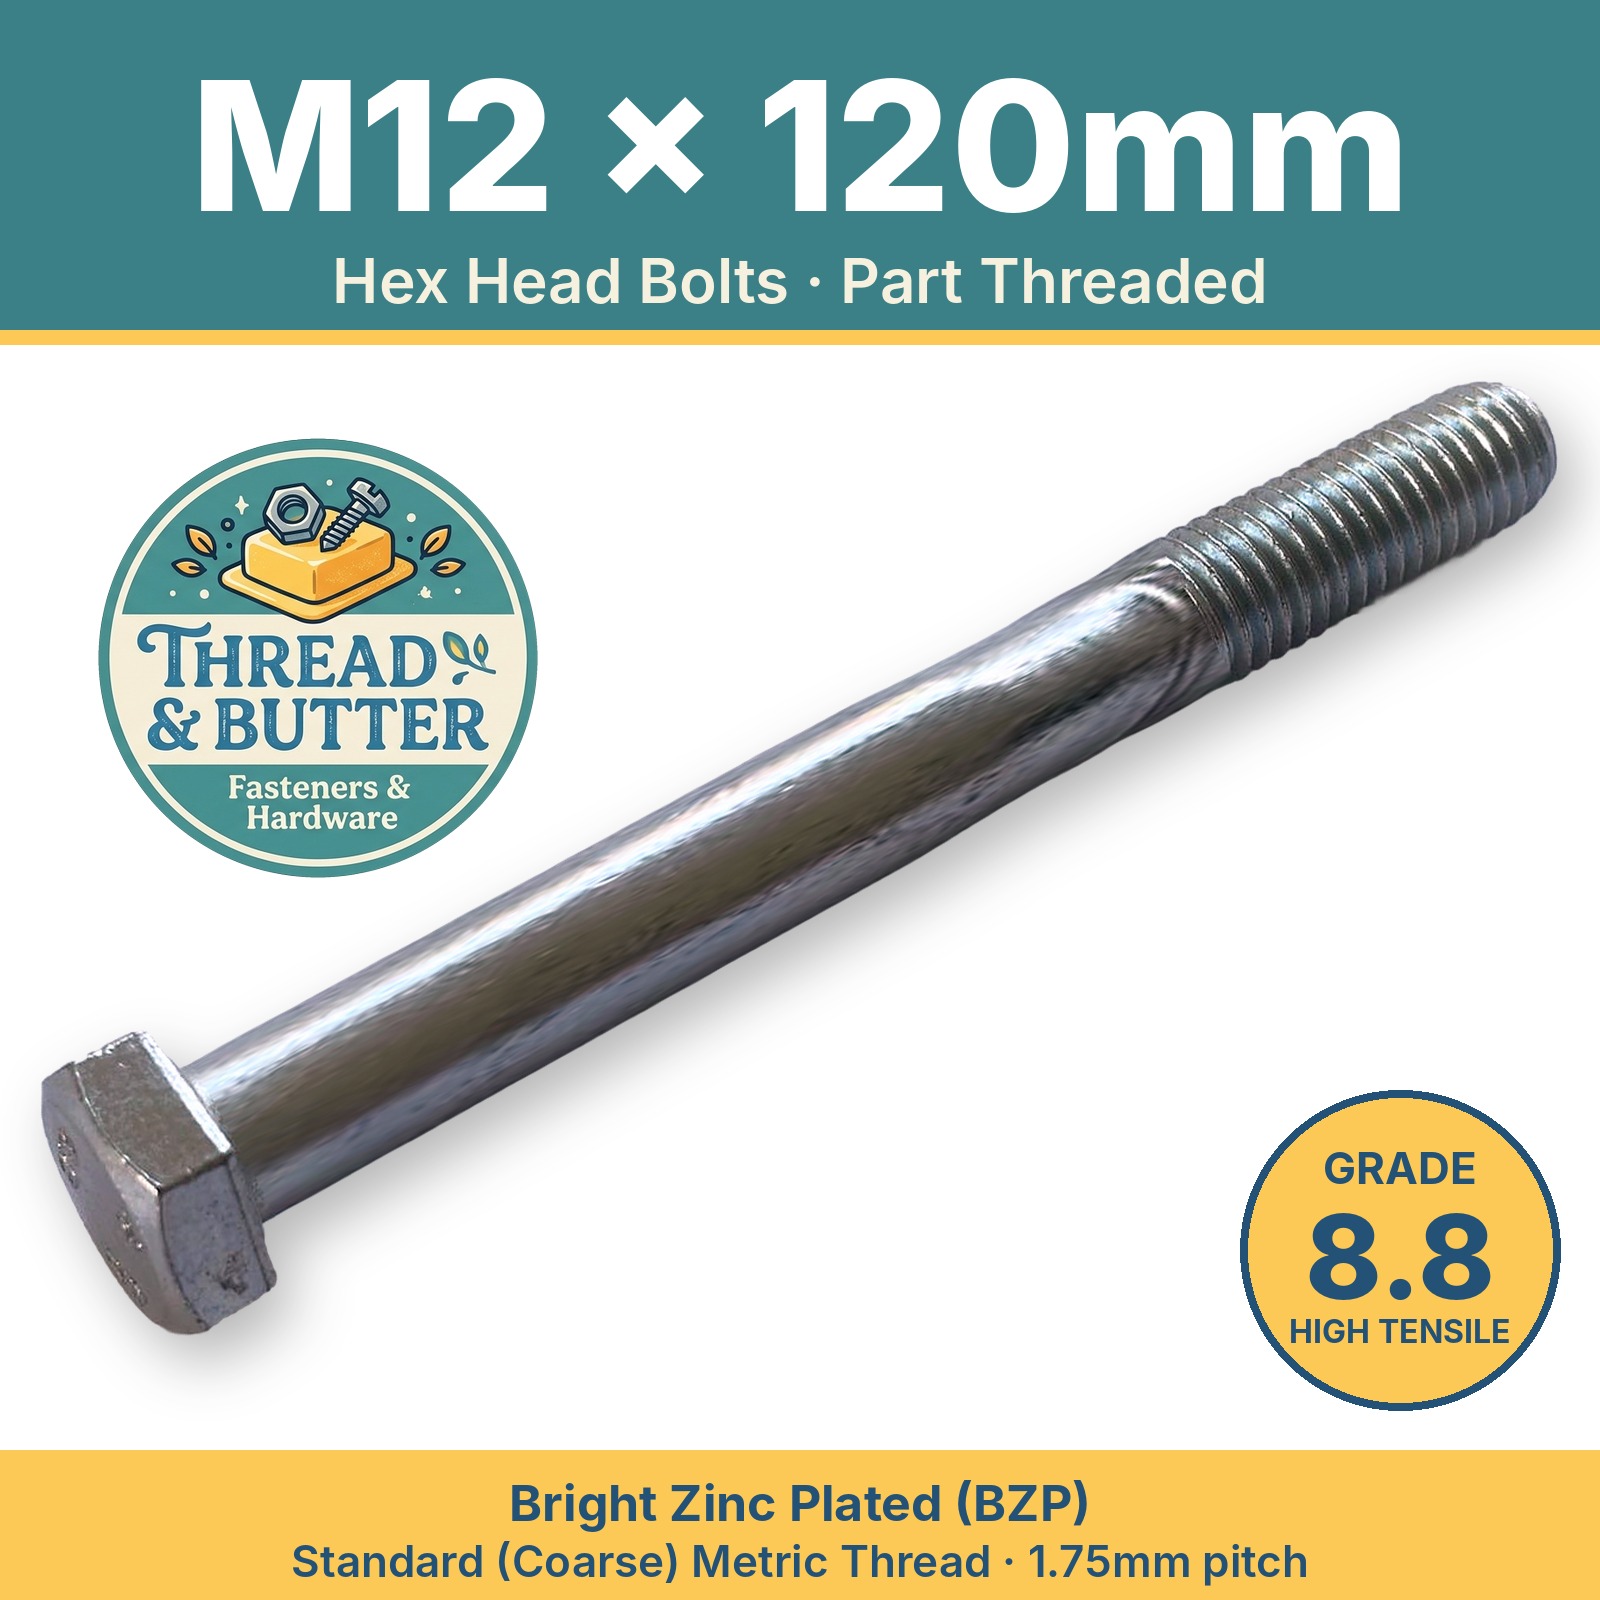 M12 × 120mm
Hex Head Bolts · Part Threaded
THREAD
& BUTTER
Fasteners &
Hardware
GRADE
8.8
HIGH TENSILE
Bright Zinc Plated (BZP)
Standard (Coarse) Metric Thread · 1.75mm pitch